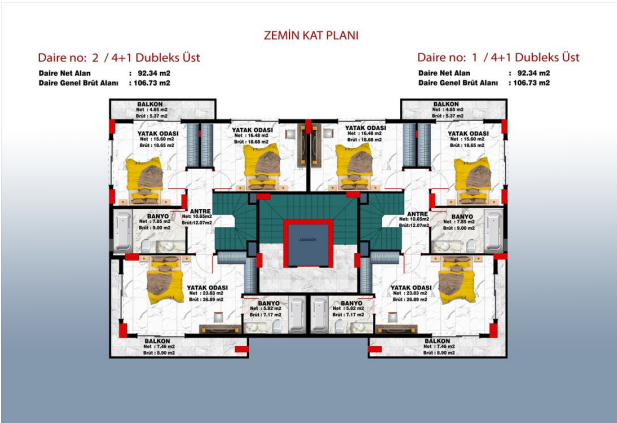 ZEMİN KAT PLANI
Daire no: 2 / 4+1 Dubleks Üst
Daire Net Alan : 92.34 m2
Daire Genel Brüt Alanı : 106.73 m2
Daire no: 1 / 4+1 Dubleks Üst
Daire Net Alan : 92.34 m2
Daire Genel Brüt Alanı : 106.73 m2
BALKON
Net : 4.65 m2
Brüt : 5.37 m2
BALKON
Net : 4.65 m2
Brüt : 5.37 m2
YATAK ODASI
Net : 15.60 m2
Brüt : 18.65 m2
YATAK ODASI
Net : 16.48 m2
Brüt : 18.68 m2
YATAK ODASI
Net : 16.48 m2
Brüt : 18.68 m2
YATAK ODASI
Net : 15.60 m2
Brüt : 18.65 m2
BANYO
Net : 7.85 m2
Brüt : 9.00 m2
ANTRE
Net : 10.65m2
Brüt:12.07m2
ANTRE
Net : 10.65m2
Brüt:12.07m2
BANYO
Net : 7.85 m2
Brüt : 9.00 m2
YATAK ODASI
Net : 23.83 m2
Brüt : 26.89 m2
YATAK ODASI
Net : 23.83 m2
Brüt : 26.89 m2
BANYO
Net : 5.82 m2
Brüt : 7.17 m2
BANYO
Net : 5.82 m2
Brüt : 7.17 m2
BALKON
Net : 7.46 m2
Brüt : 8.90 m2
BALKON
Net : 7.46 m2
Brüt : 8.90 m2